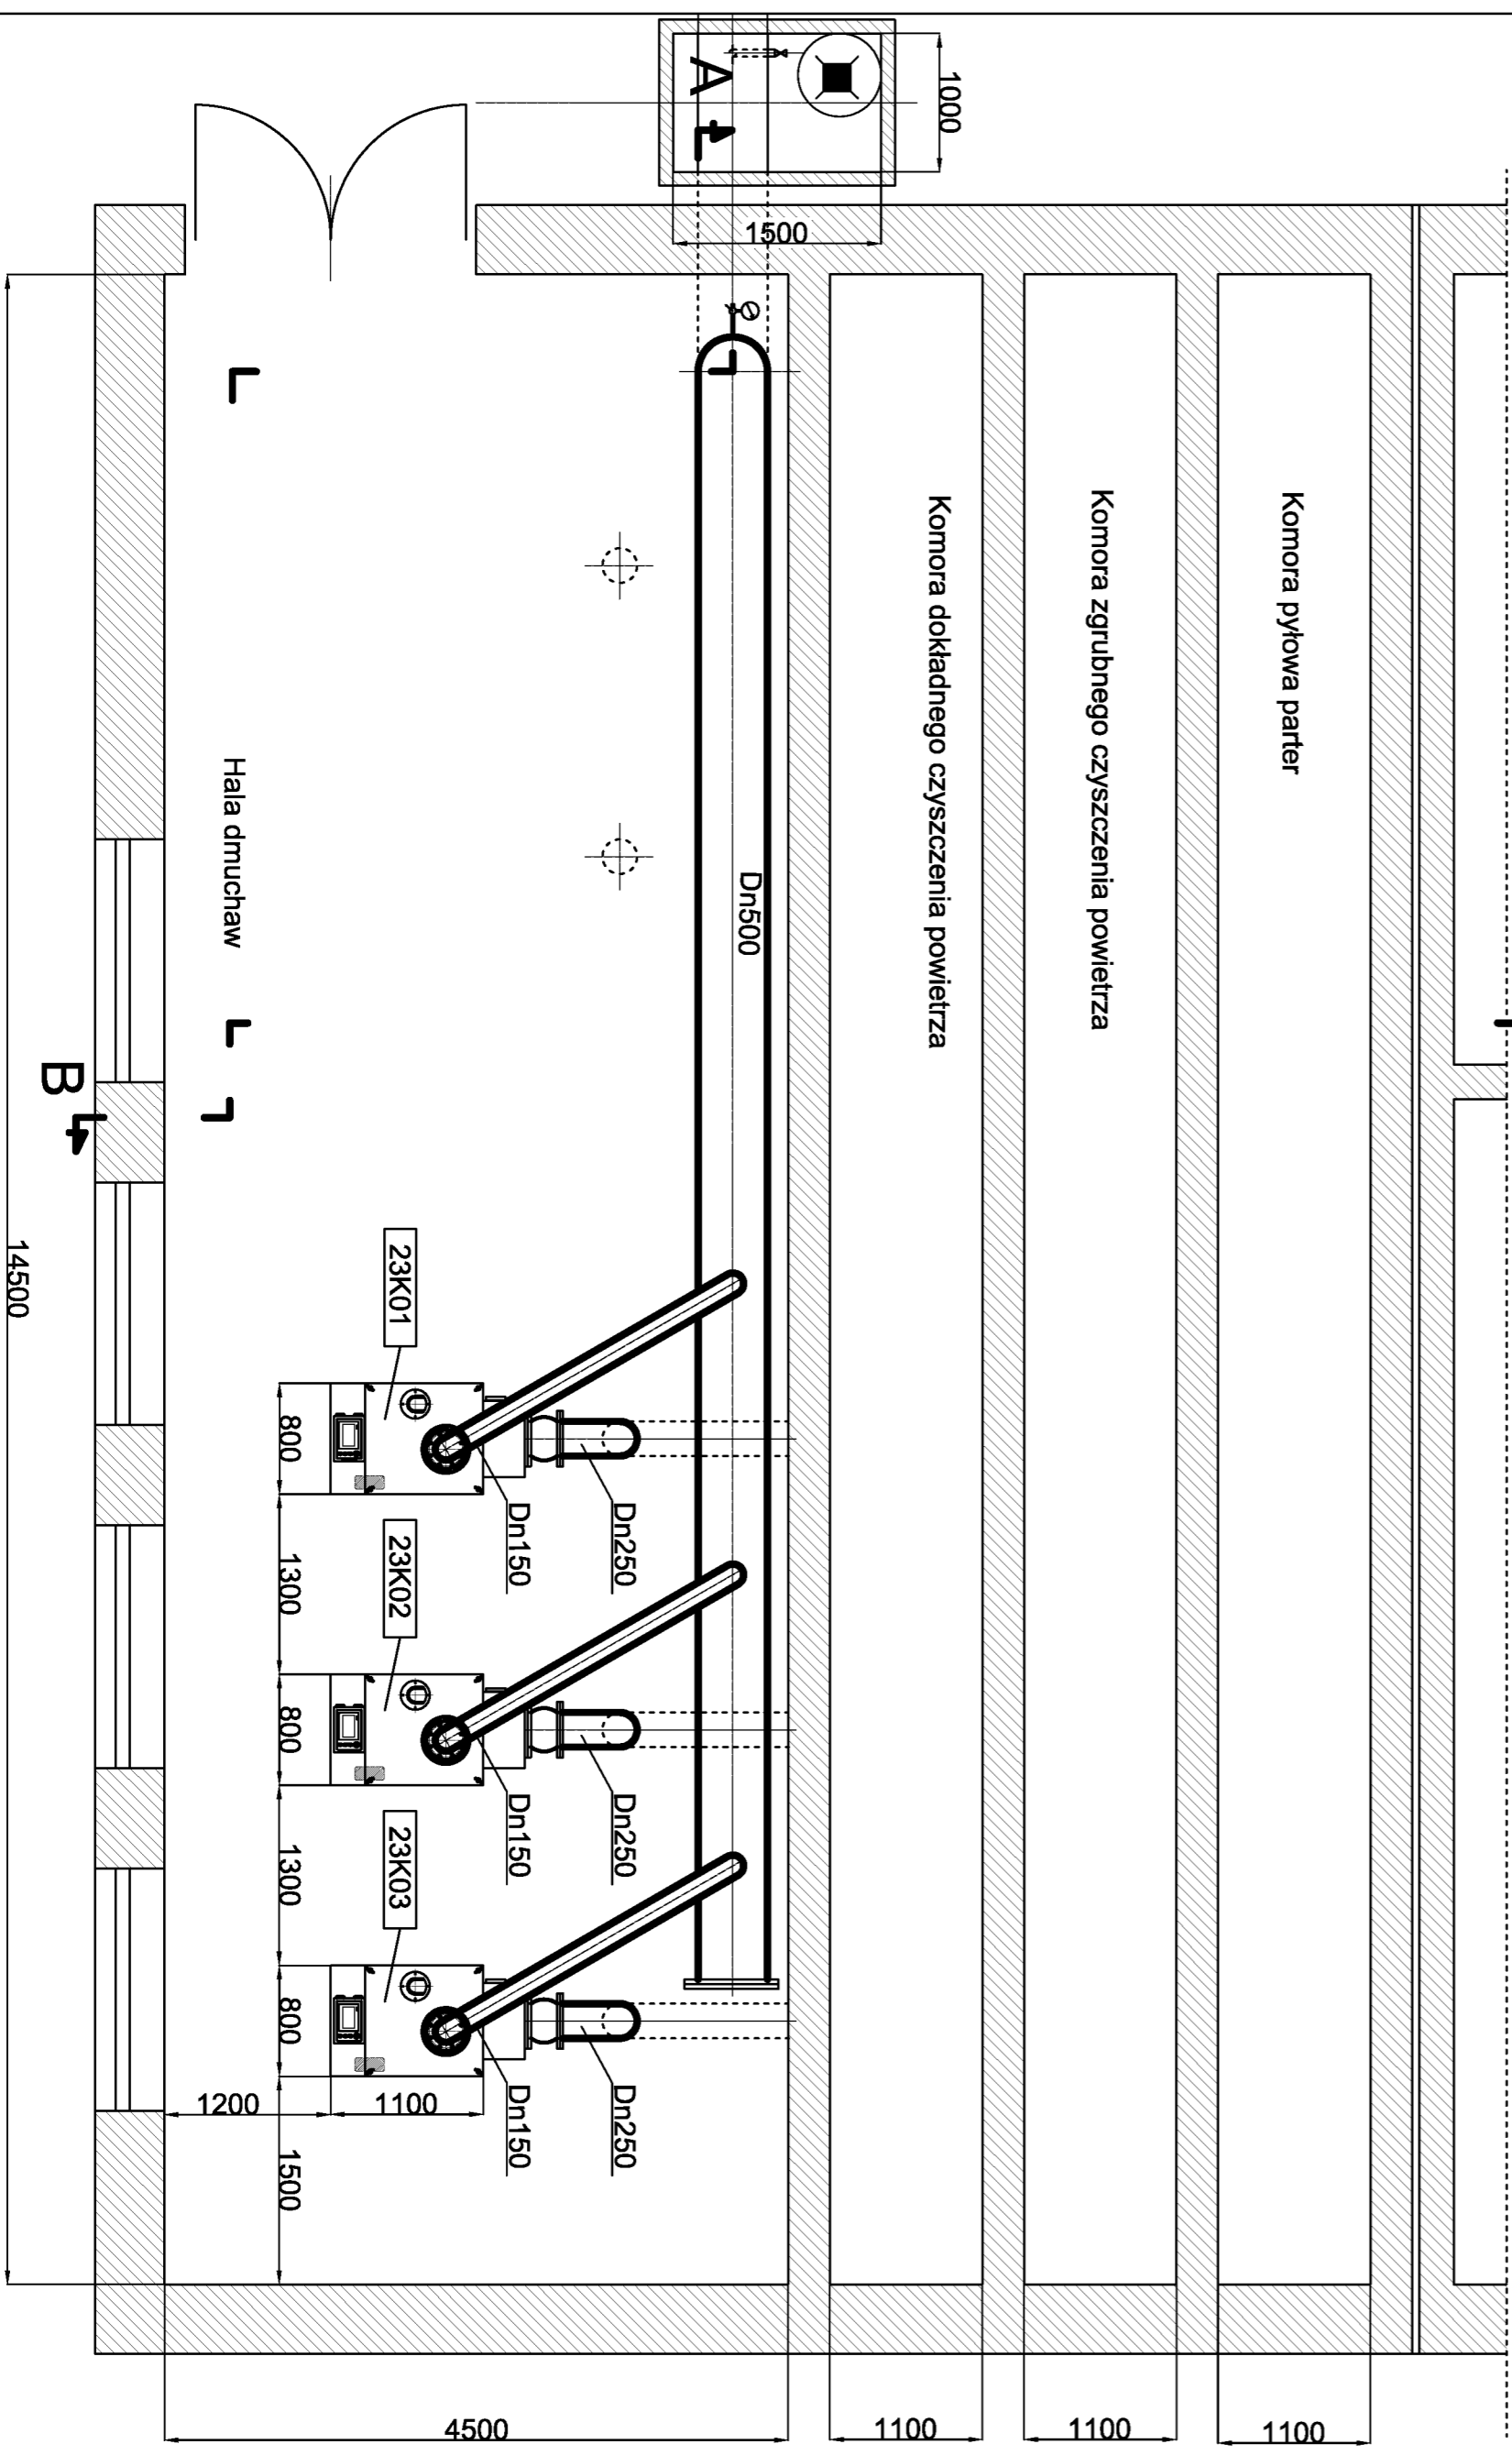 A
1000
1500
Komora pyłowa parter
Komora zgrubnego czyszczenia powietrza
Komora dokładnego czyszczenia powietrza
Dn500
Hala dmuchaw
B
14500
23K01
800
Dn150
Dn250
1300
23K02
800
Dn150
Dn250
1300
23K03
800
Dn150
Dn250
1200
1100
1500
4500
1100
1100
1100